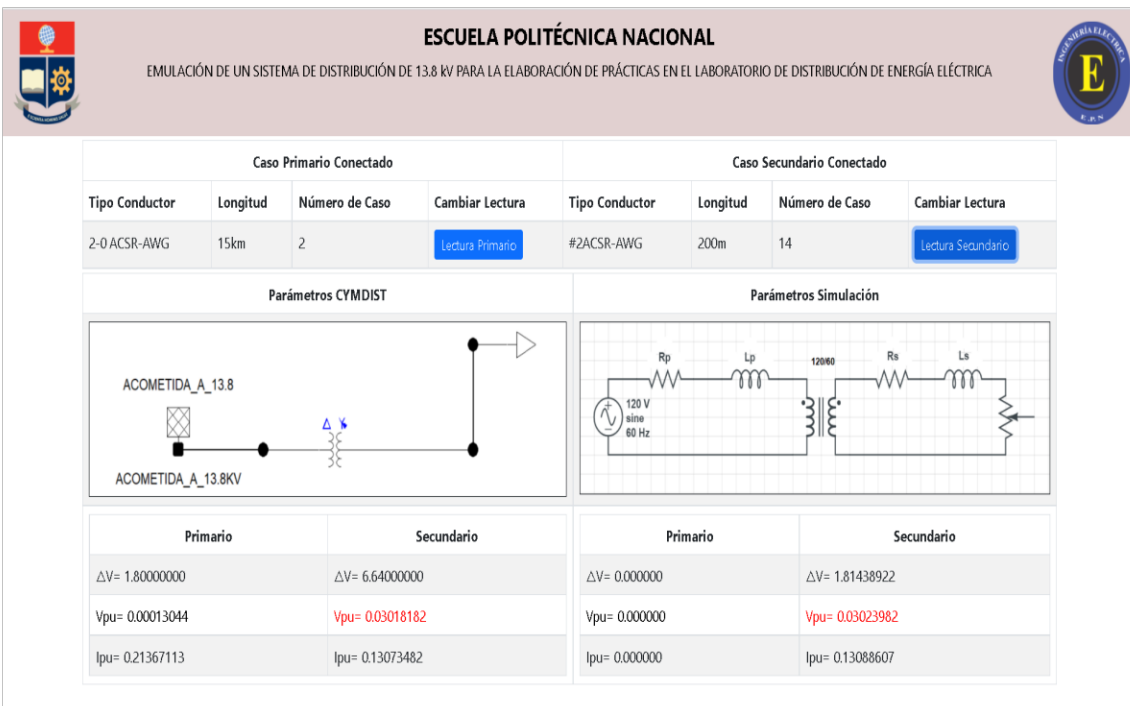 ESCUELA POLITÉCNICA NACIONAL
EMULACIÓN DE UN SISTEMA DE DISTRIBUCIÓN DE 13.8 kV PARA LA ELABORACIÓN DE PRÁCTICAS EN EL LABORATORIO DE DISTRIBUCIÓN DE ENERGÍA ELÉCTRICA
INGENIERÍA ELÉCTRICA
E
E.P.N
Caso Primario Conectado Caso Secundario Conectado
Tipo Conductor Longitud Número de Caso Cambiar Lectura Tipo Conductor Longitud Número de Caso Cambiar Lectura
2-0 ACSR-AWG 15km 2 Lectura Primario #2ACSR-AWG 200m 14 Lectura Secundario
Parámetros CYMDIST Parámetros Simulación
ACOMETIDA_A_13.8
ACOMETIDA_A_13.8KV
Rp Lp 120/60 Rs Ls
120 V
sine
60 Hz
Primario Secundario Primario Secundario
△V= 1.80000000 △V= 6.64000000 △V= 0.000000 △V= 1.81438922
Vpu= 0.00013044 Vpu= 0.03018182 Vpu= 0.000000 Vpu= 0.03023982
Ipu= 0.21367113 Ipu= 0.13073482 Ipu= 0.000000 Ipu= 0.13088607